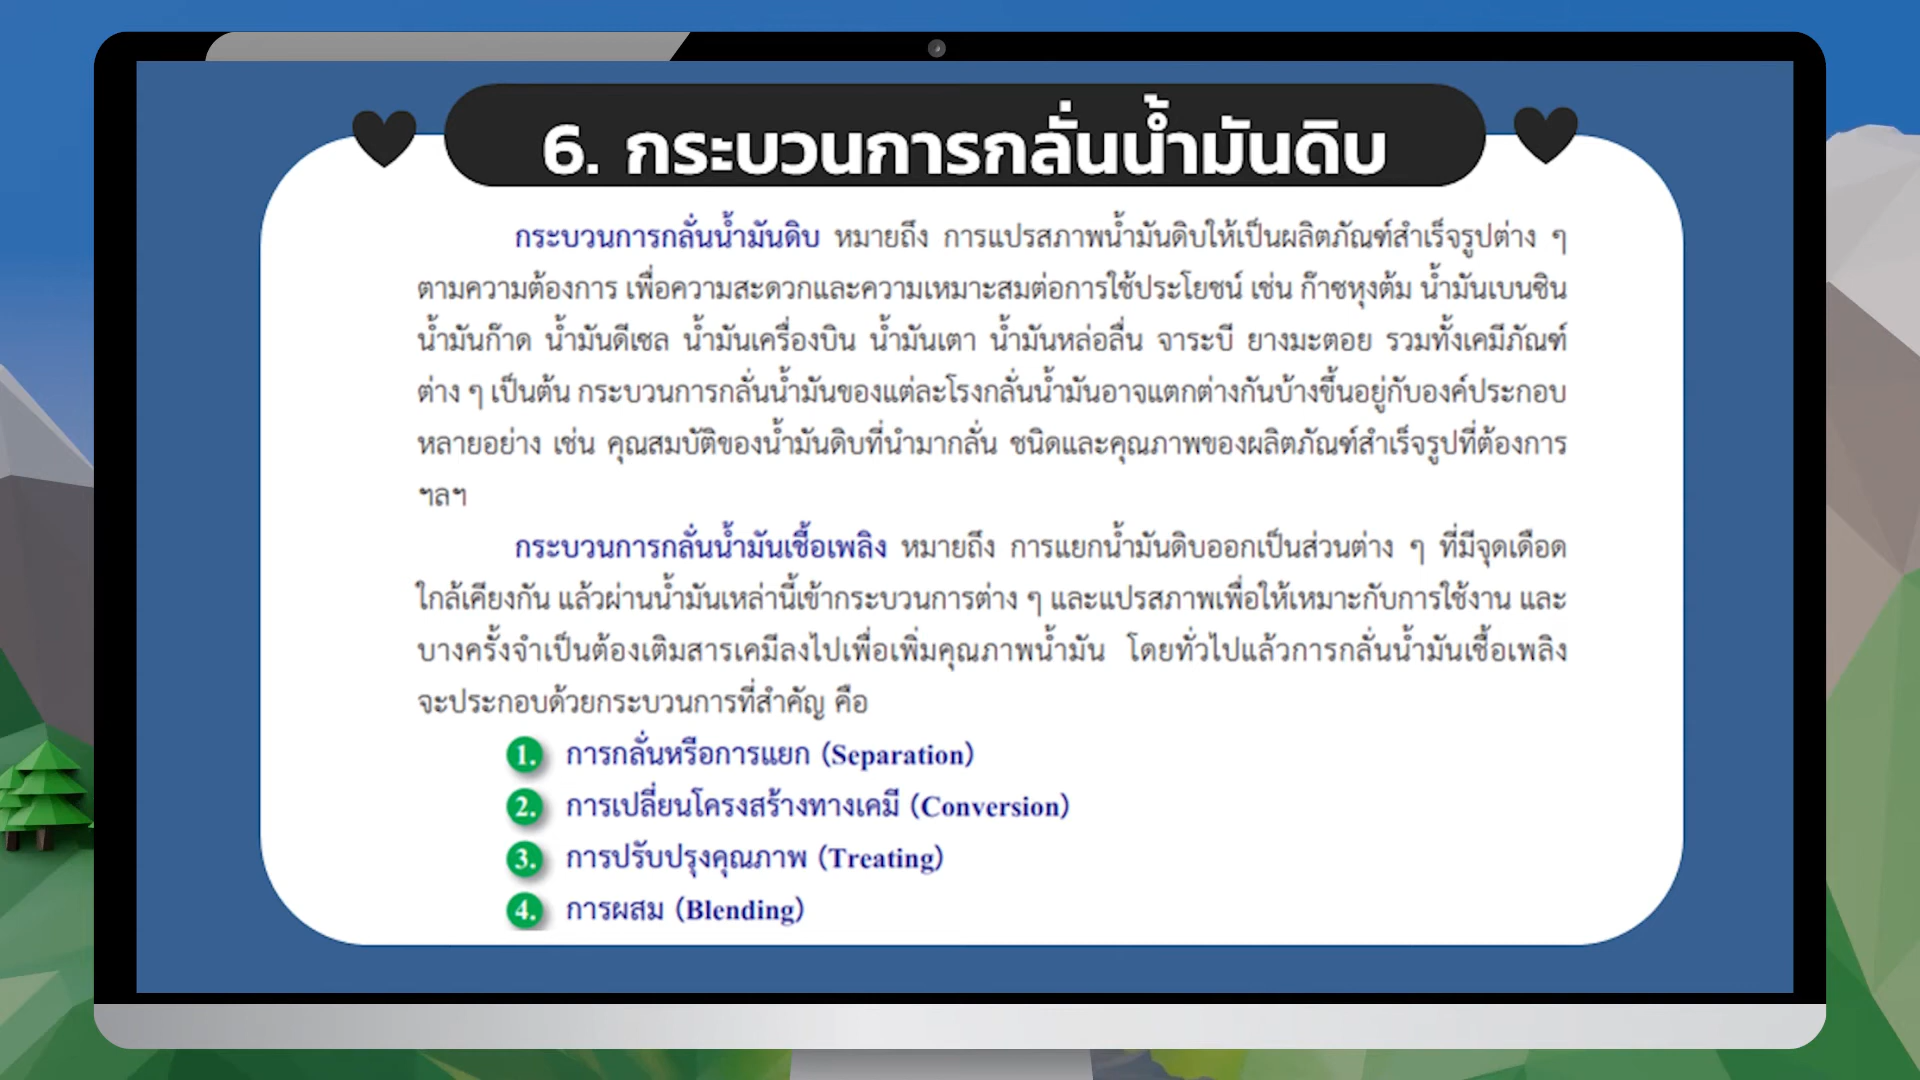 6. กระบวนการกลั่นน้ำมันดิบ
กระบวนการกลั่นน้ำมันดิบ หมายถึง การแปรสภาพน้ำมันดิบให้เป็นผลิตภัณฑ์สำเร็จรูปต่าง ๆ
ตามความต้องการ เพื่อความสะดวกและความเหมาะสมต่อการใช้ประโยชน์ เช่น ก๊าซหุงต้ม น้ำมันเบนซิน
น้ำมันก๊าด น้ำมันดีเซล น้ำมันเครื่องบิน น้ำมันเตา น้ำมันหล่อลื่น จาระบี ยางมะตอย รวมทั้งเคมีภัณฑ์
ต่าง ๆ เป็นต้น กระบวนการกลั่นน้ำมันของแต่ละโรงกลั่นน้ำมันอาจแตกต่างกันบ้างขึ้นอยู่กับองค์ประกอบ
หลายอย่าง เช่น คุณสมบัติของน้ำมันดิบที่นำมากลั่น ชนิดและคุณภาพของผลิตภัณฑ์สำเร็จรูปที่ต้องการ
ฯลฯ
กระบวนการกลั่นน้ำมันเชื้อเพลิง หมายถึง การแยกน้ำมันดิบออกเป็นส่วนต่าง ๆ ที่มีจุดเดือด
ใกล้เคียงกัน แล้วผ่านน้ำมันเหล่านี้เข้ากระบวนการต่าง ๆ และแปรสภาพเพื่อให้เหมาะกับการใช้งาน และ
บางครั้งจำเป็นต้องเติมสารเคมีลงไปเพื่อเพิ่มคุณภาพน้ำมัน โดยทั่วไปแล้วการกลั่นน้ำมันเชื้อเพลิง
จะประกอบด้วยกระบวนการที่สำคัญ คือ
1. การกลั่นหรือการแยก (Separation)
2. การเปลี่ยนโครงสร้างทางเคมี (Conversion)
3. การปรับปรุงคุณภาพ (Treating)
4. การผสม (Blending)